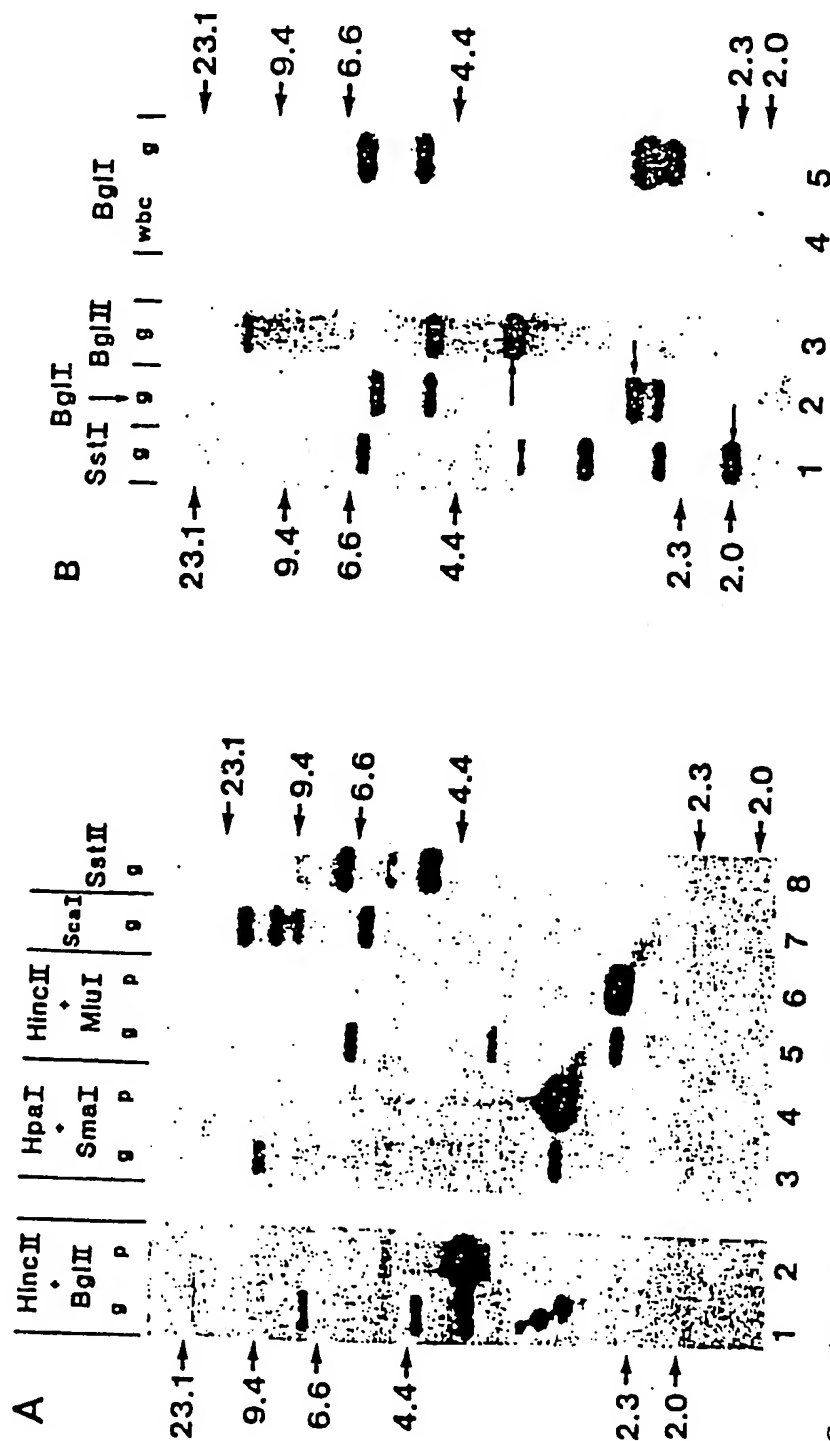 A
HincII + BglII
HpaI + SmaI
HincII + MluI
ScaI
SstII
g p g p g p g g
23.1→
9.4→
6.6→
4.4→
2.3→
2.0→
←23.1
←9.4
←6.6
←4.4
←2.3
←2.0
1 2 3 4 5 6 7 8
B
SstI
BglI
BglII
BglI
g g g wbc g
23.1→
9.4→
6.6→
4.4→
2.3→
2.0→
←23.1
←9.4
←6.6
←4.4
←2.3
←2.0
1 2 3 4 5